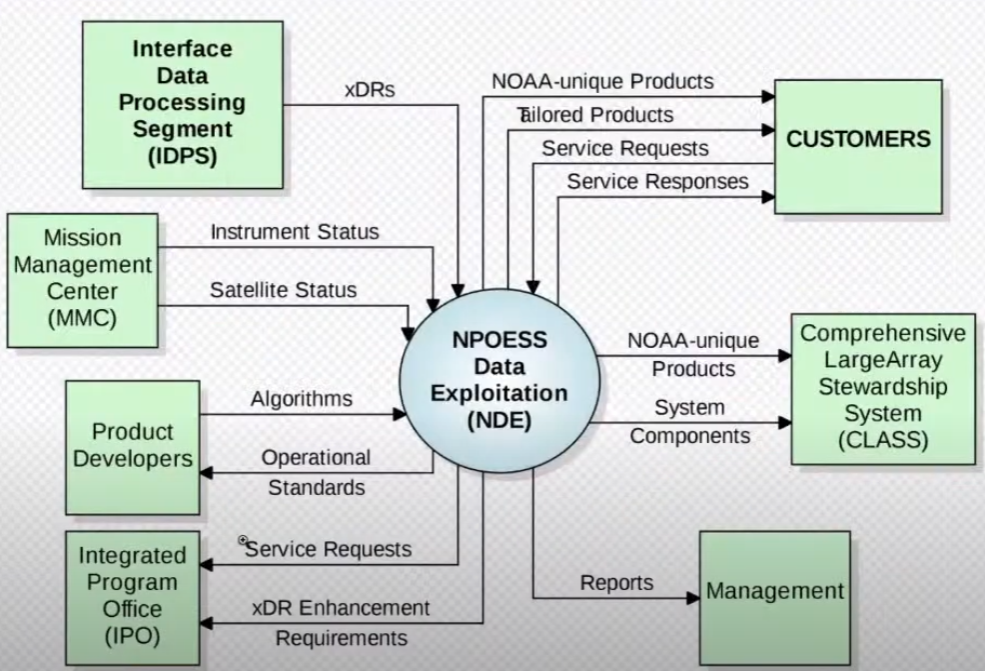 Interface
Data
Processing
Segment
(IDPS)
xDRs
NOAA-unique Products
Tailored Products
Service Requests
Service Responses
CUSTOMERS
Mission
Management
Center
(MMC)
Instrument Status
Satellite Status
NPOESS
Data
Exploitation
(NDE)
NOAA-unique
Products
System
Components
Comprehensive
LargeArray
Stewardship
System
(CLASS)
Product
Developers
Algorithms
Operational
Standards
Integrated
Program
Office
(IPO)
Service Requests
xDR Enhancement
Requirements
Reports
Management